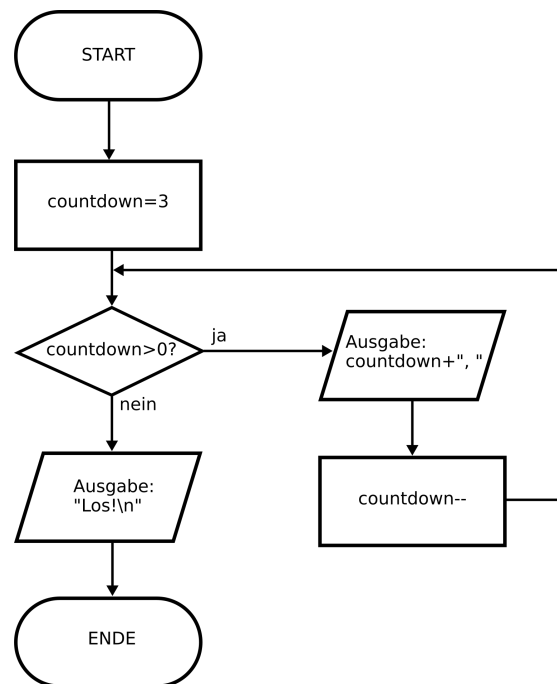 START
countdown=3
countdown>0?
ja
Ausgabe:
countdown+", "
nein
countdown--
Ausgabe:
"Los!\n"
ENDE